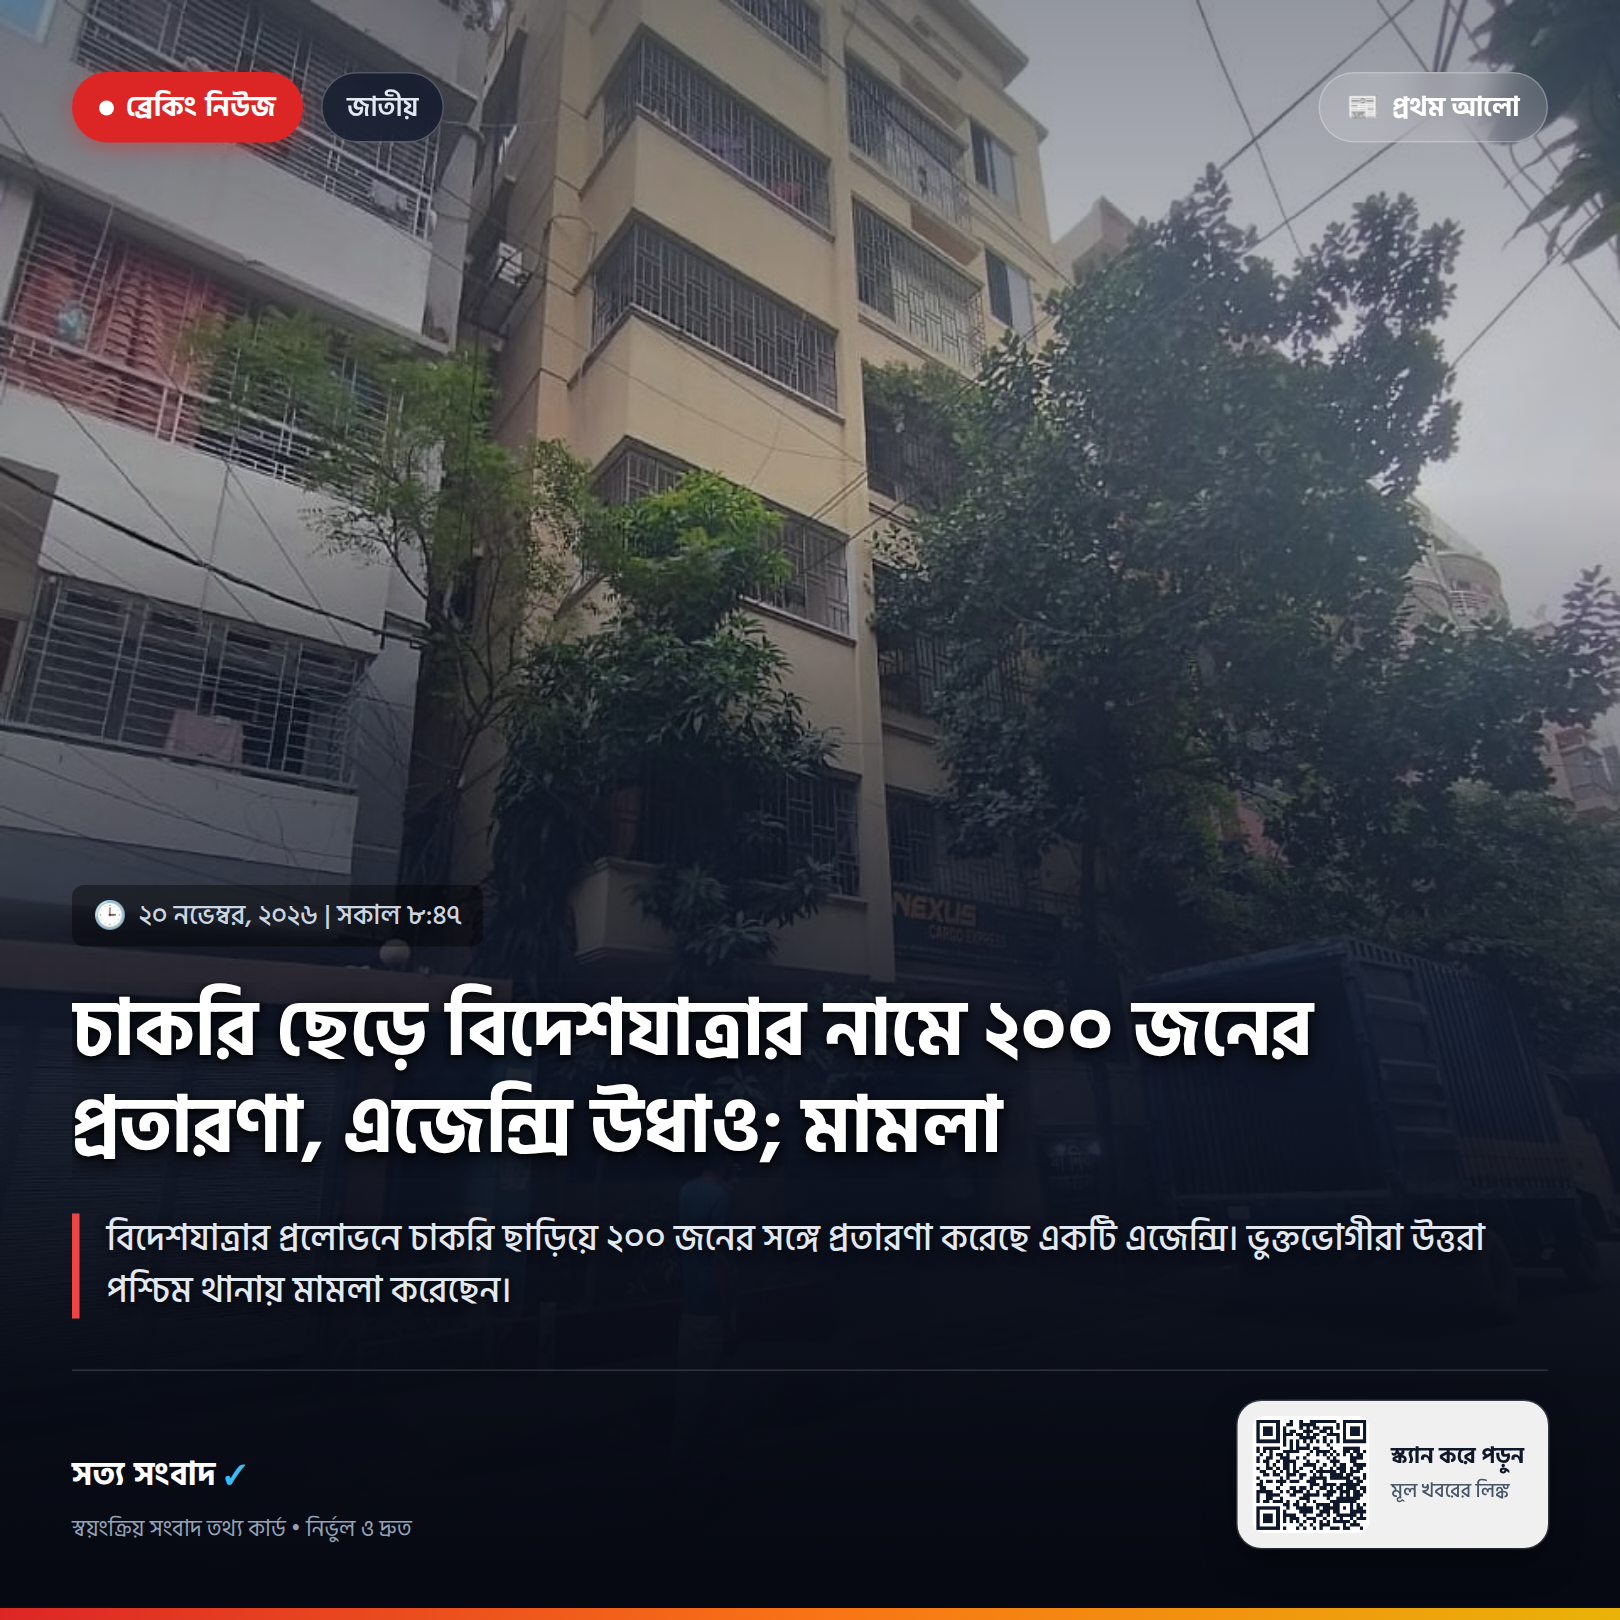 ব্রেকিং নিউজ
জাতীয়
প্রথম আলো
NEXUS
CARGO EXPRESS
২০ নভেম্বর, ২০২৬ | সকাল ৮:৪৭
চাকরি ছেড়ে বিদেশযাত্রার নামে ২০০ জনের
প্রতারণা, এজেন্সি উধাও; মামলা
বিদেশযাত্রার প্রলোভনে চাকরি ছাড়িয়ে ২০০ জনের সঙ্গে প্রতারণা করেছে একটি এজেন্সি। ভুক্তভোগীরা উত্তরা
পশ্চিম থানায় মামলা করেছেন।
সত্য সংবাদ ✓
স্বয়ংক্রিয় সংবাদ তথ্য কার্ড • নির্ভুল ও দ্রুত
স্ক্যান করে পড়ুন
মূল খবরের লিঙ্ক